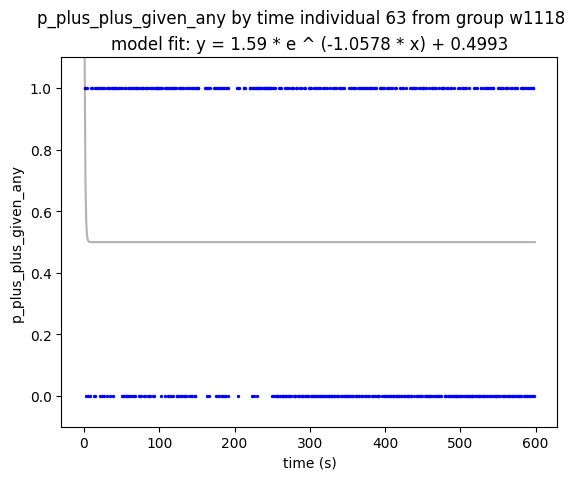 p_plus_plus_given_any by time individual 63 from group w1118
model fit: y = 1.59 * e ^ (-1.0578 * x) + 0.4993
p_plus_plus_given_any
1.0
0.8
0.6
0.4
0.2
0.0
0 100 200 300 400 500 600
time (s)